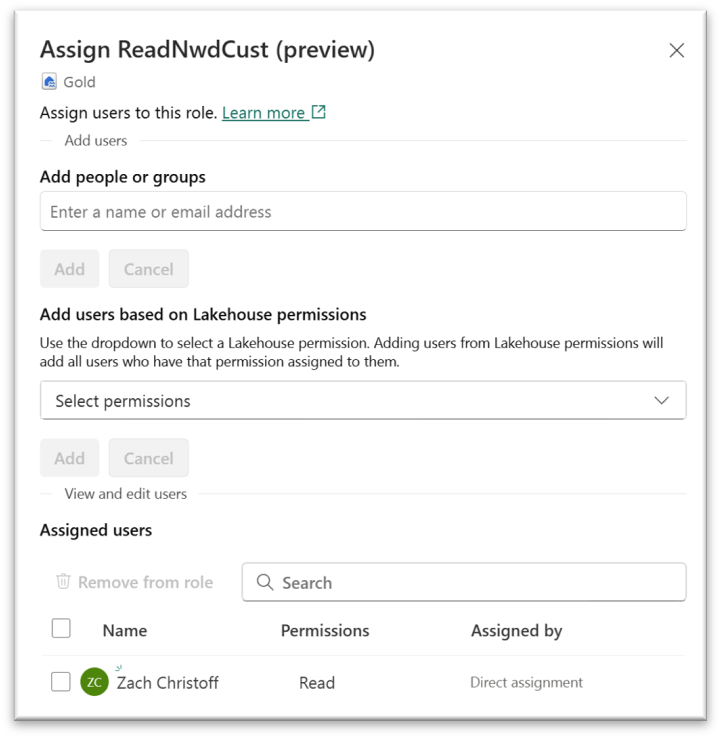 Assign ReadNwdCust (preview)
Gold
Assign users to this role. Learn more
Add users
Add people or groups
Enter a name or email address
Add Cancel
Add users based on Lakehouse permissions
Use the dropdown to select a Lakehouse permission. Adding users from Lakehouse permissions will
add all users who have that permission assigned to them.
Select permissions
Add Cancel
View and edit users
Assigned users
Remove from role Search
Name Permissions Assigned by
ZC Zach Christoff Read Direct assignment